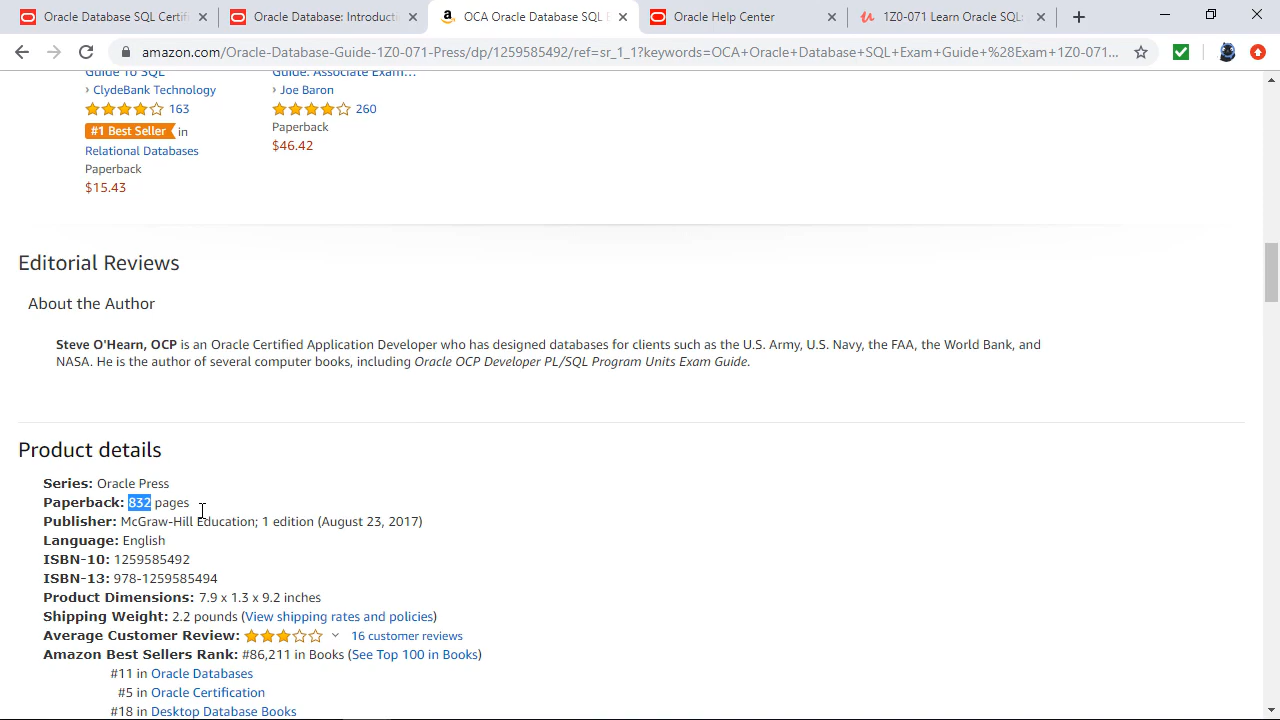 Oracle Database SQL Certif
Oracle Database: Introducti
OCA Oracle Database SQL E
Oracle Help Center
1Z0-071 Learn Oracle SQL:
amazon.com/Oracle-Database-Guide-1Z0-071-Press/dp/1259585492/ref=sr_1_1?keywords=OCA+Oracle+Database+SQL+Exam+Guide+%28Exam+1Z0-071...
Guide To SQL
Guide: Associate Exam…
› ClydeBank Technology
› Joe Baron
163
260
#1 Best Seller in
Paperback
Relational Databases
$46.42
Paperback
$15.43
Editorial Reviews
About the Author
Steve O'Hearn, OCP is an Oracle Certified Application Developer who has designed databases for clients such as the U.S. Army, U.S. Navy, the FAA, the World Bank, and
NASA. He is the author of several computer books, including Oracle OCP Developer PL/SQL Program Units Exam Guide.
Product details
Series: Oracle Press
Paperback: 832 pages
Publisher: McGraw-Hill Education; 1 edition (August 23, 2017)
Language: English
ISBN-10: 1259585492
ISBN-13: 978-1259585494
Product Dimensions: 7.9 x 1.3 x 9.2 inches
Shipping Weight: 2.2 pounds (View shipping rates and policies)
Average Customer Review: 16 customer reviews
Amazon Best Sellers Rank: #86,211 in Books (See Top 100 in Books)
#11 in Oracle Databases
#5 in Oracle Certification
#18 in Desktop Database Books